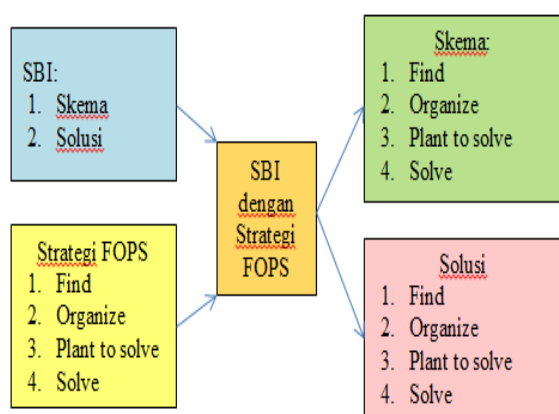 SBI:
1. Skema
2. Solusi
Strategi FOPS
1. Find
2. Organize
3. Plant to solve
4. Solve
SBI
dengan
Strategi
FOPS
Skema:
1. Find
2. Organize
3. Plant to solve
4. Solve
Solusi
1. Find
2. Organize
3. Plant to solve
4. Solve